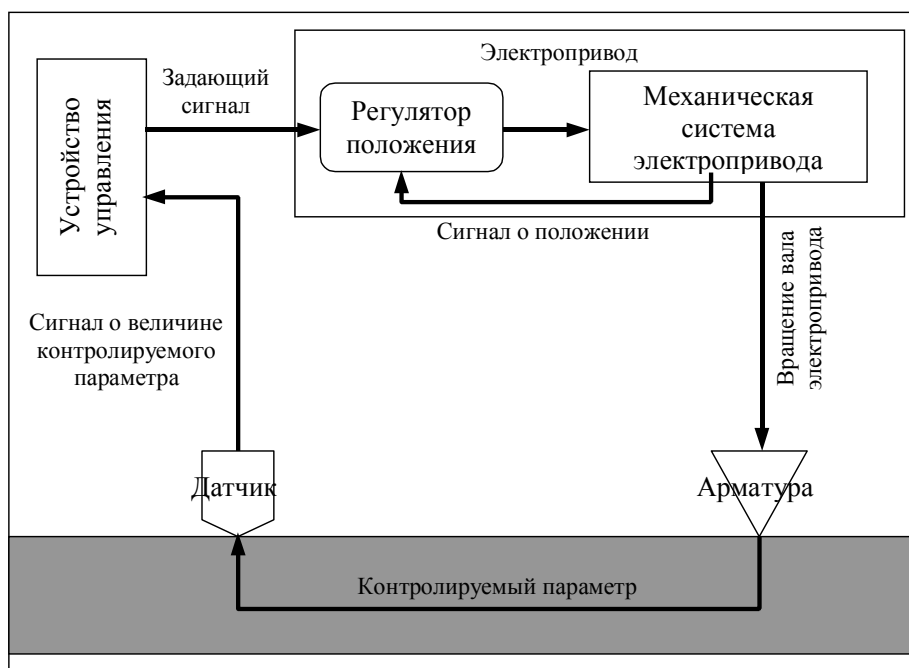 Электропривод
Задающий
сигнал
Устройство
управления
Регулятор
положения
Механическая
система
электропривода
Сигнал о положении
Вращение вала
электропривода
Сигнал о величине
контролируемого
параметра
Датчик
Арматура
Контролируемый параметр